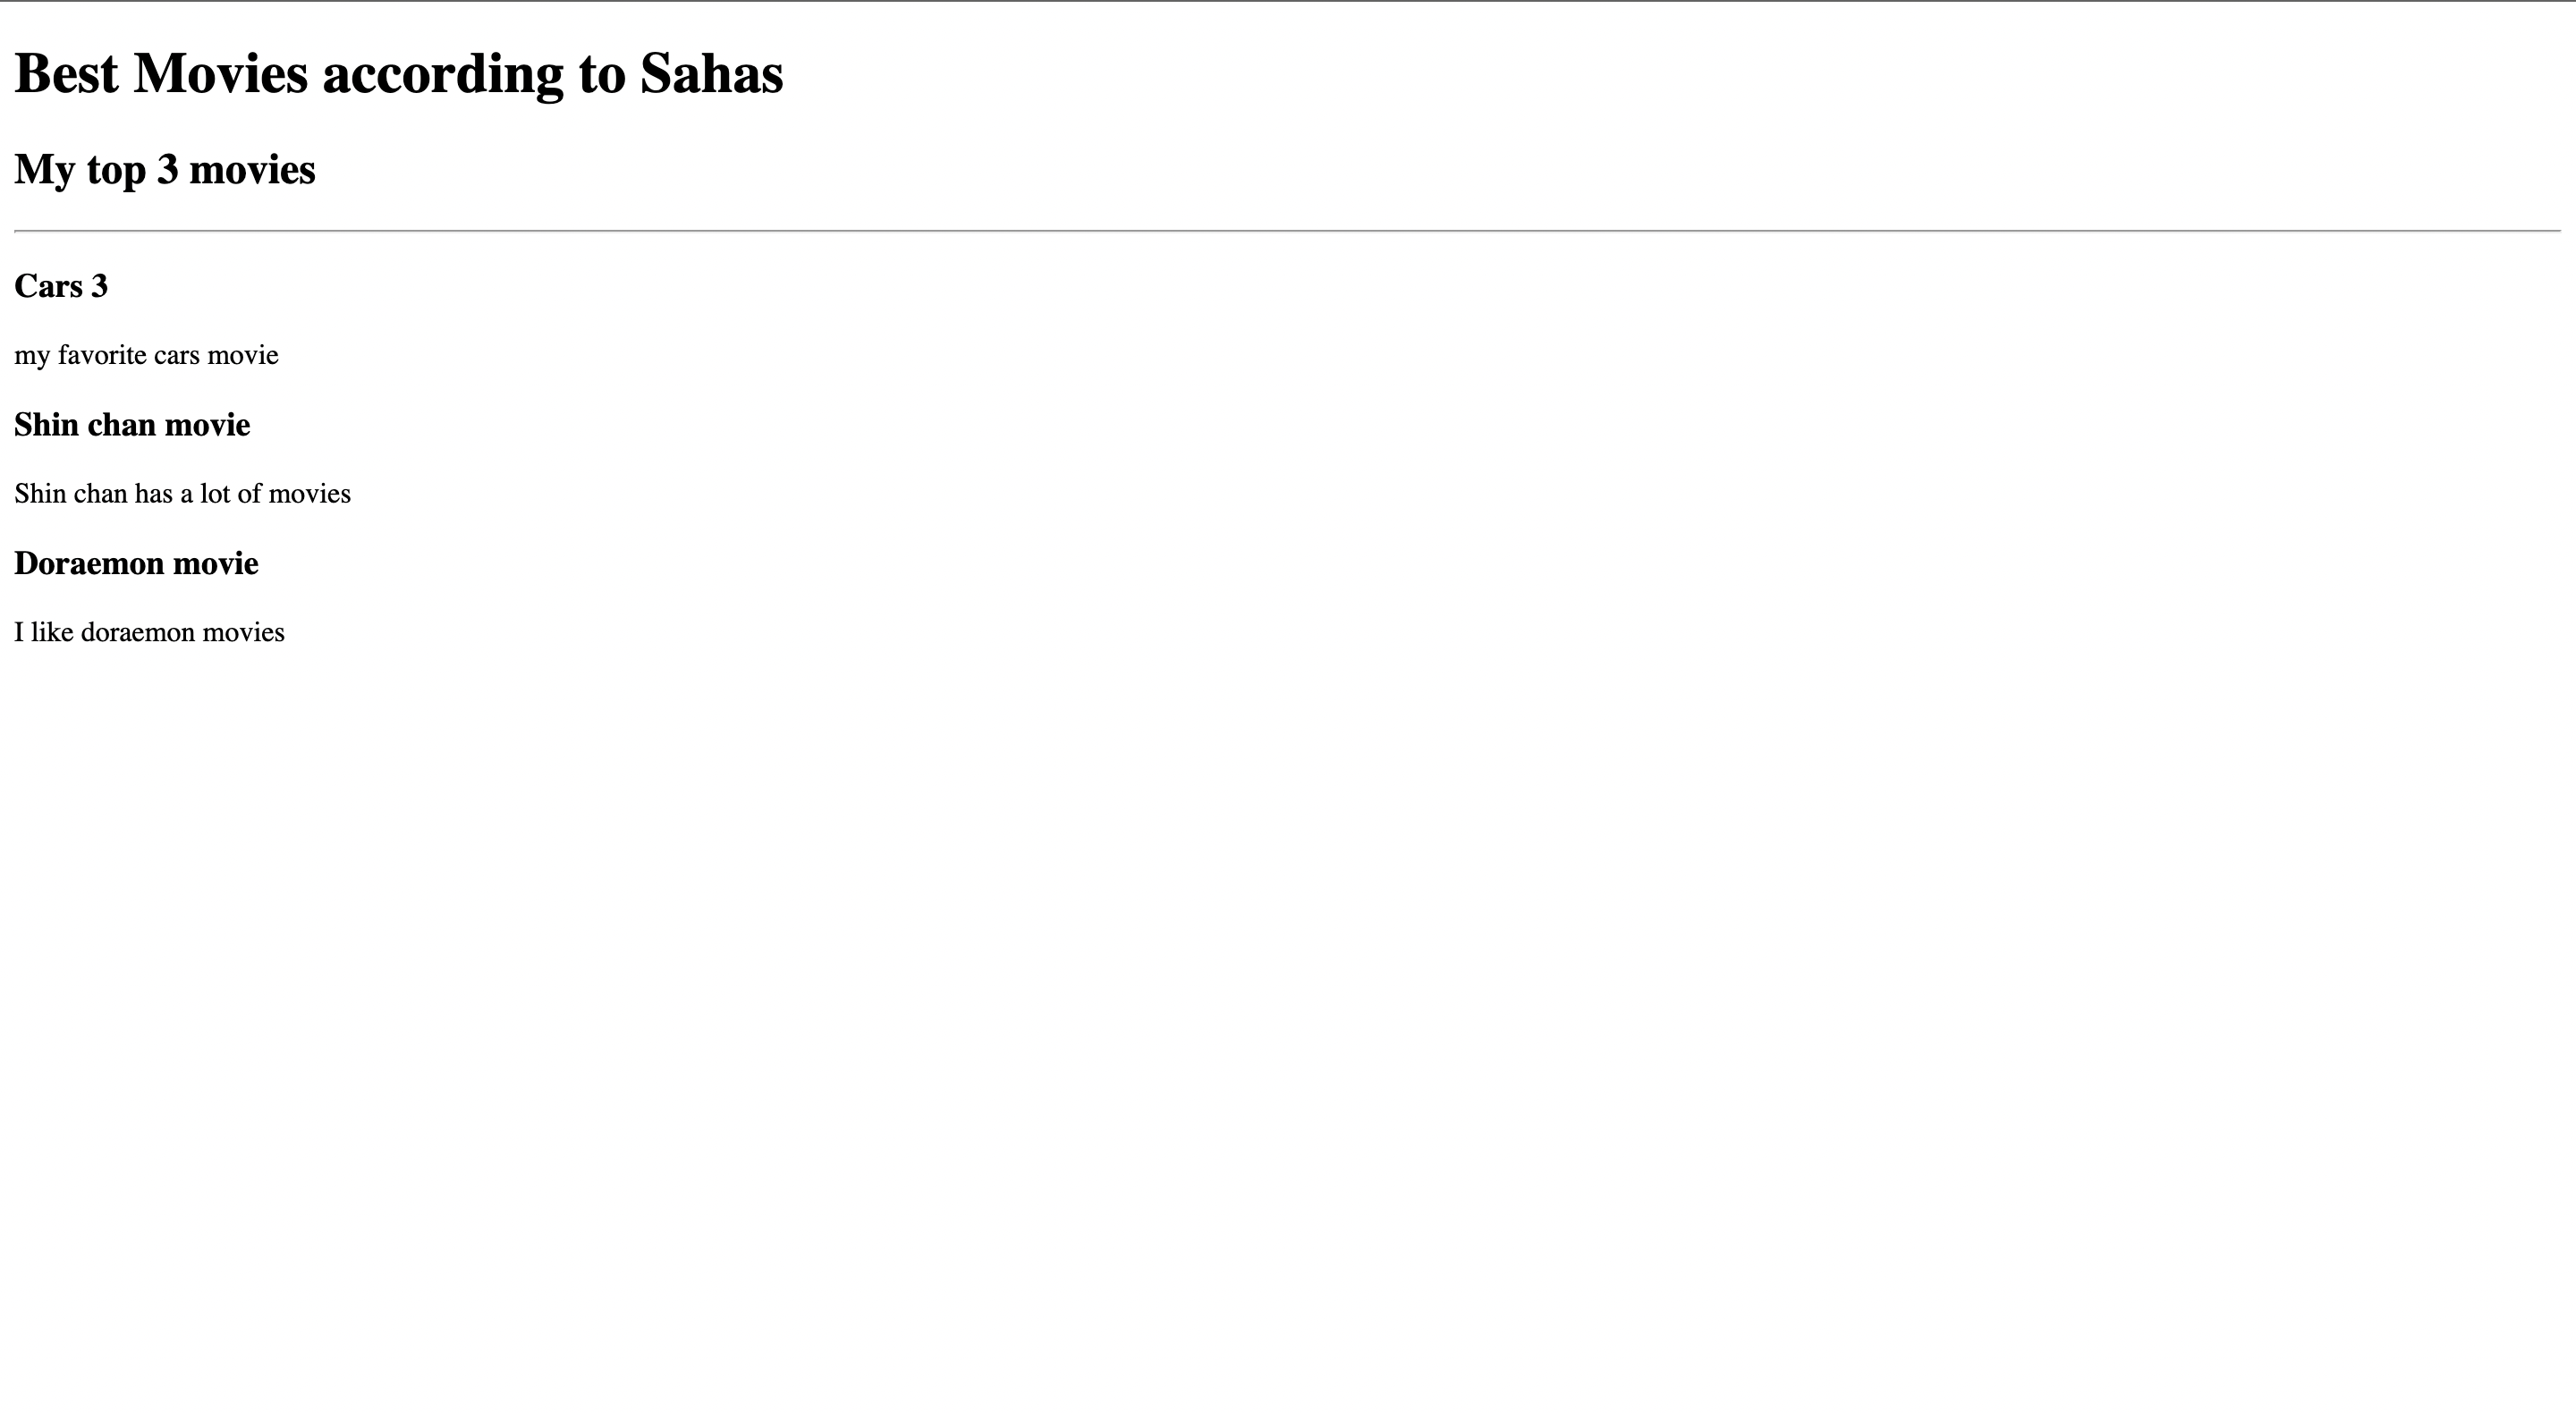 Best Movies according to Sahas
My top 3 movies
Cars 3
my favorite cars movie
Shin chan movie
Shin chan has a lot of movies
Doraemon movie
I like doraemon movies